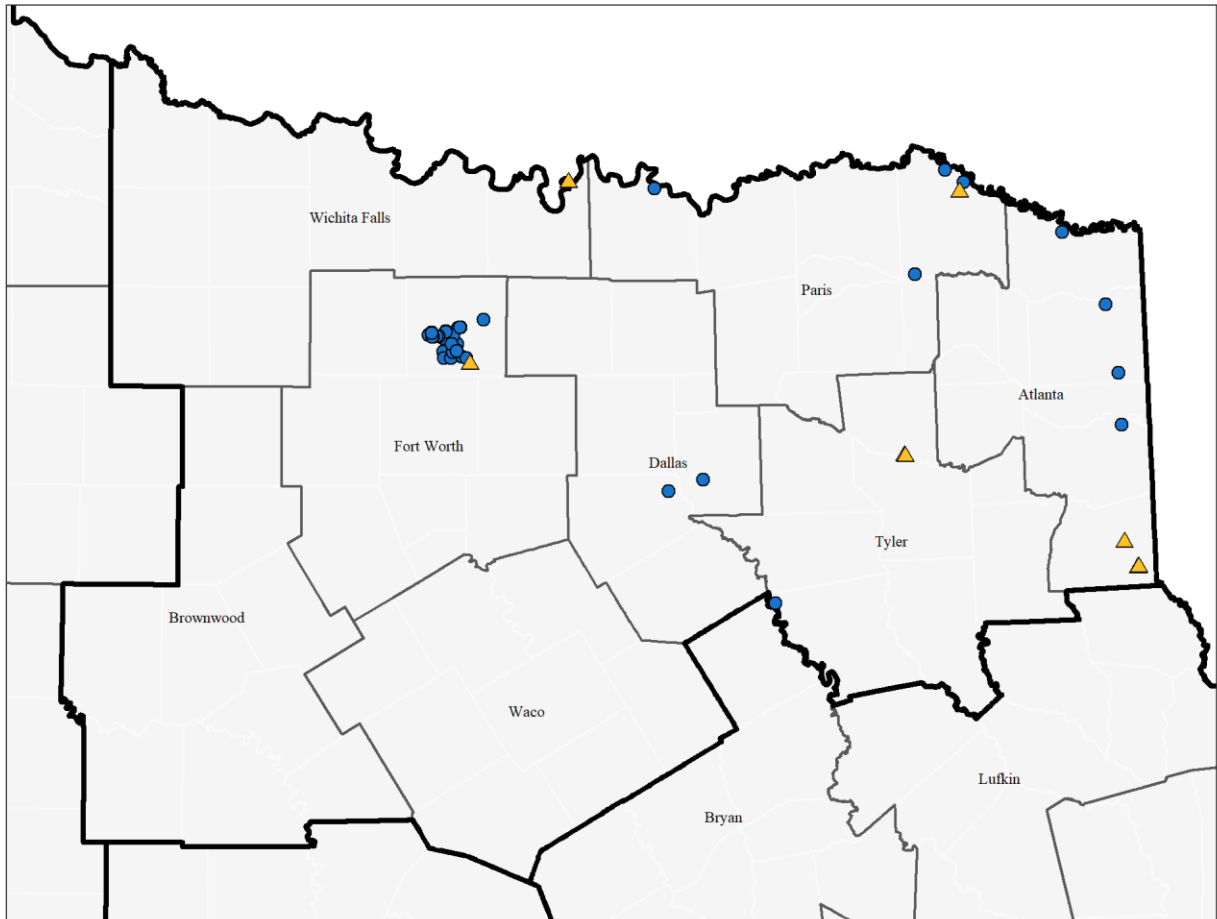 Wichita Falls
Paris
Atlanta
Fort Worth
Dallas
Tyler
Brownwood
Waco
Lufkin
Bryan